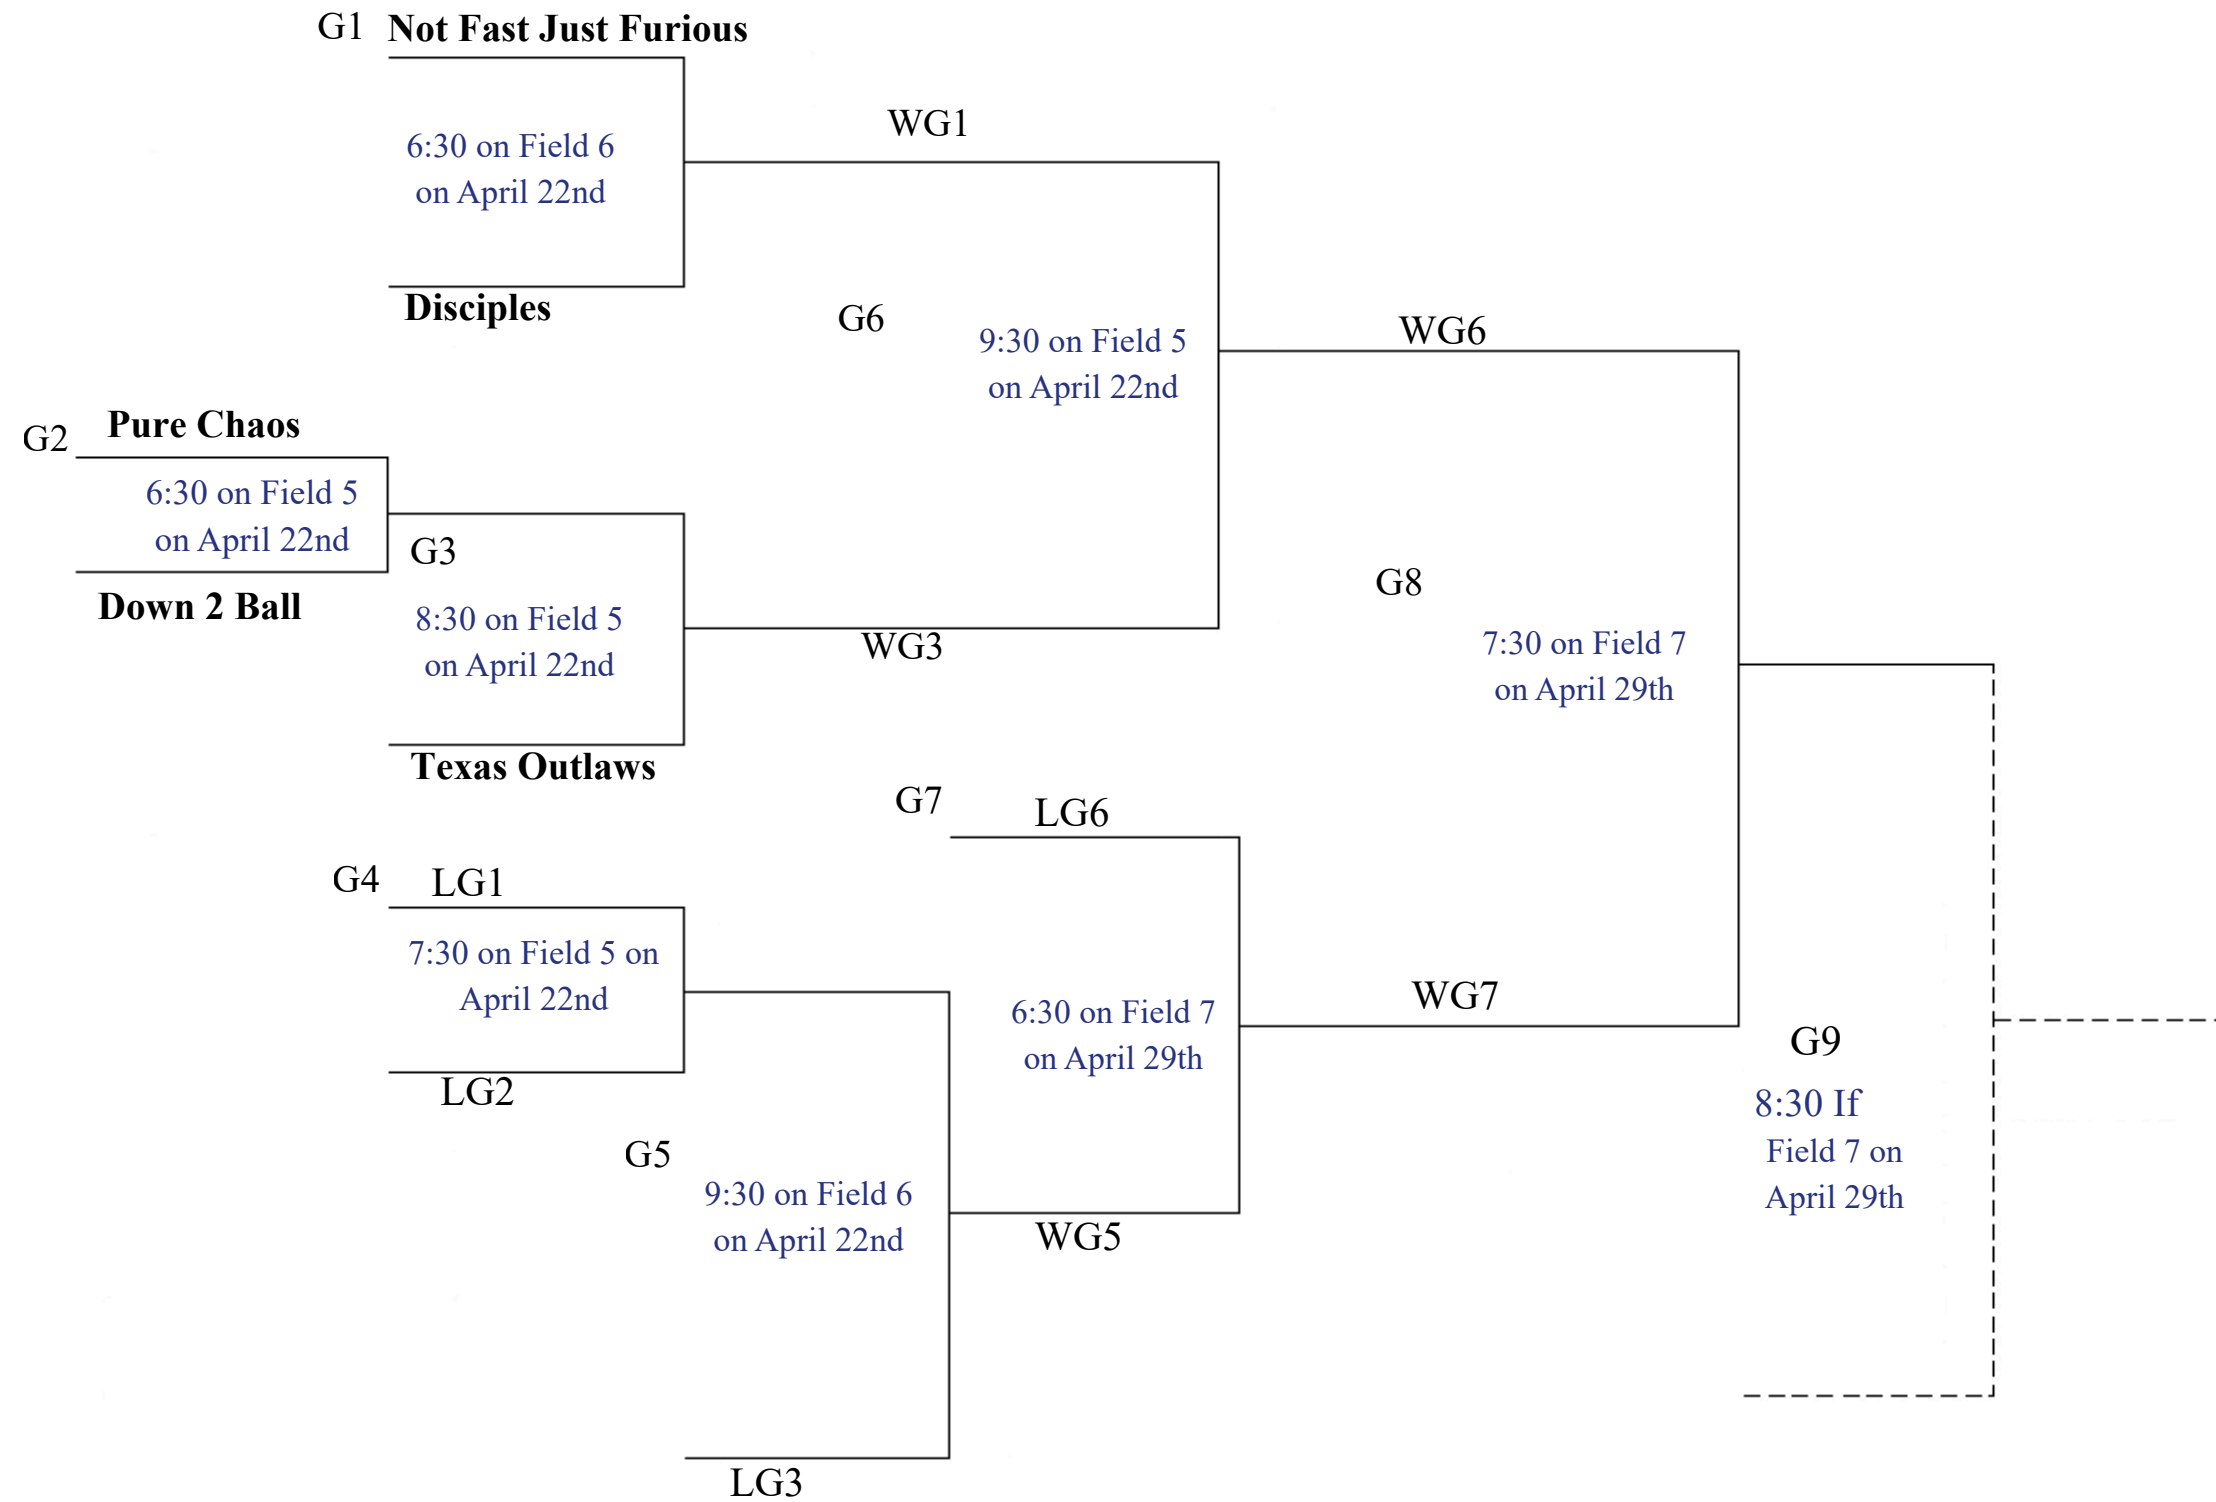 G1 Not Fast Just Furious
6:30 on Field 6
on April 22nd
Disciples
WG1
G6
9:30 on Field 5
on April 22nd
WG6
G2
Pure Chaos
6:30 on Field 5
on April 22nd
Down 2 Ball
G3
8:30 on Field 5
on April 22nd
Texas Outlaws
WG3
G8
7:30 on Field 7
on April 29th
G7
LG6
G4
LG1
7:30 on Field 5 on
April 22nd
LG2
6:30 on Field 7
on April 29th
WG7
G5
9:30 on Field 6
on April 22nd
WG5
LG3
G9
8:30 If
Field 7 on
April 29th